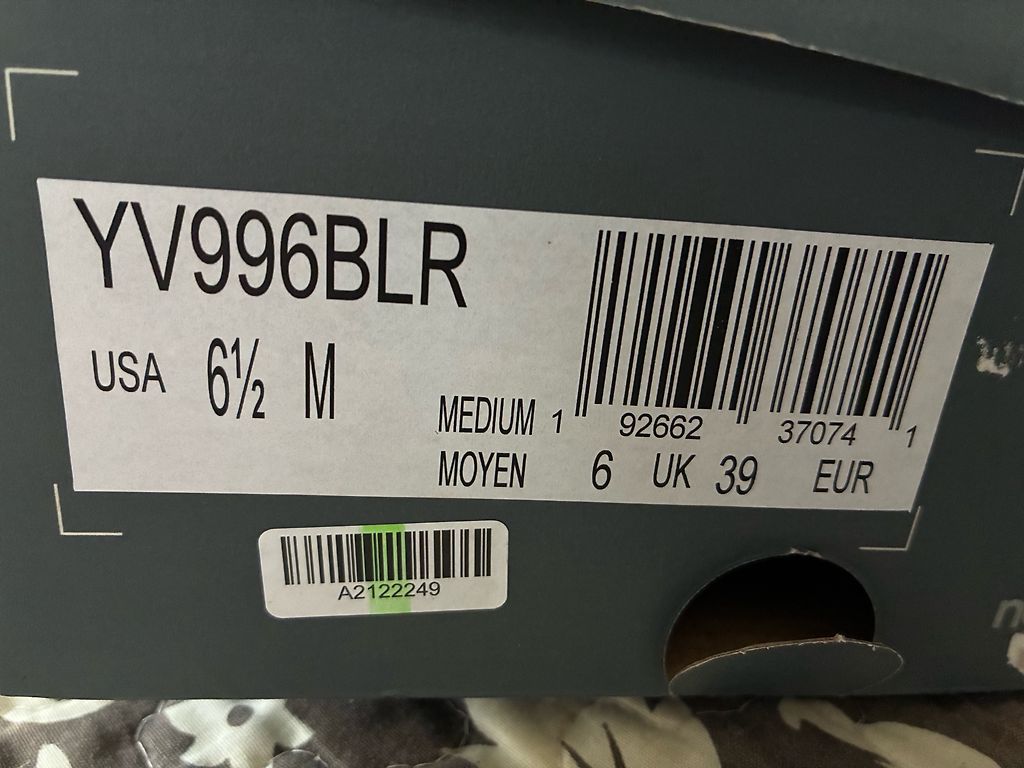 YV996BLR
USA 6½ M
MEDIUM 1 92662 37074 1
MOYEN 6 UK 39 EUR
A2122249